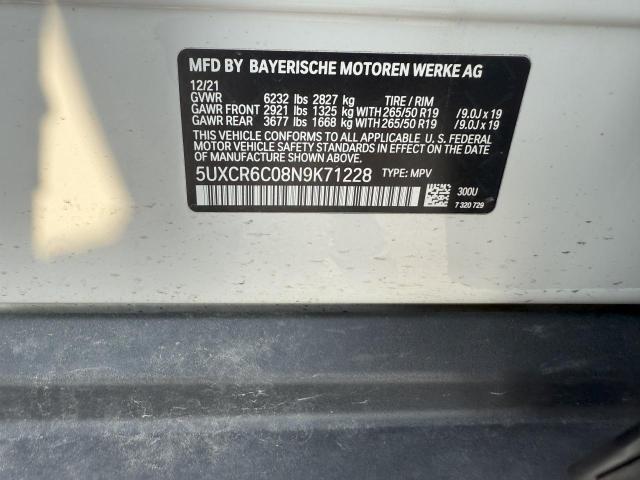 MFD BY BAYERISCHE MOTOREN WERKE AG
12/21
GVWR 6232 lbs 2827 kg TIRE / RIM
GAWR FRONT 2921 lbs 1325 kg WITH 265/50 R19 / 9.0J x 19
GAWR REAR 3677 lbs 1668 kg WITH 265/50 R19 / 9.0J x 19
THIS VEHICLE CONFORMS TO ALL APPLICABLE U.S. FEDERAL
MOTOR VEHICLE SAFETY STANDARDS IN EFFECT ON THE DATE OF
MANUFACTURE SHOWN ABOVE.
5UXCR6C08N9K71228 TYPE: MPV
300U
7 320 729